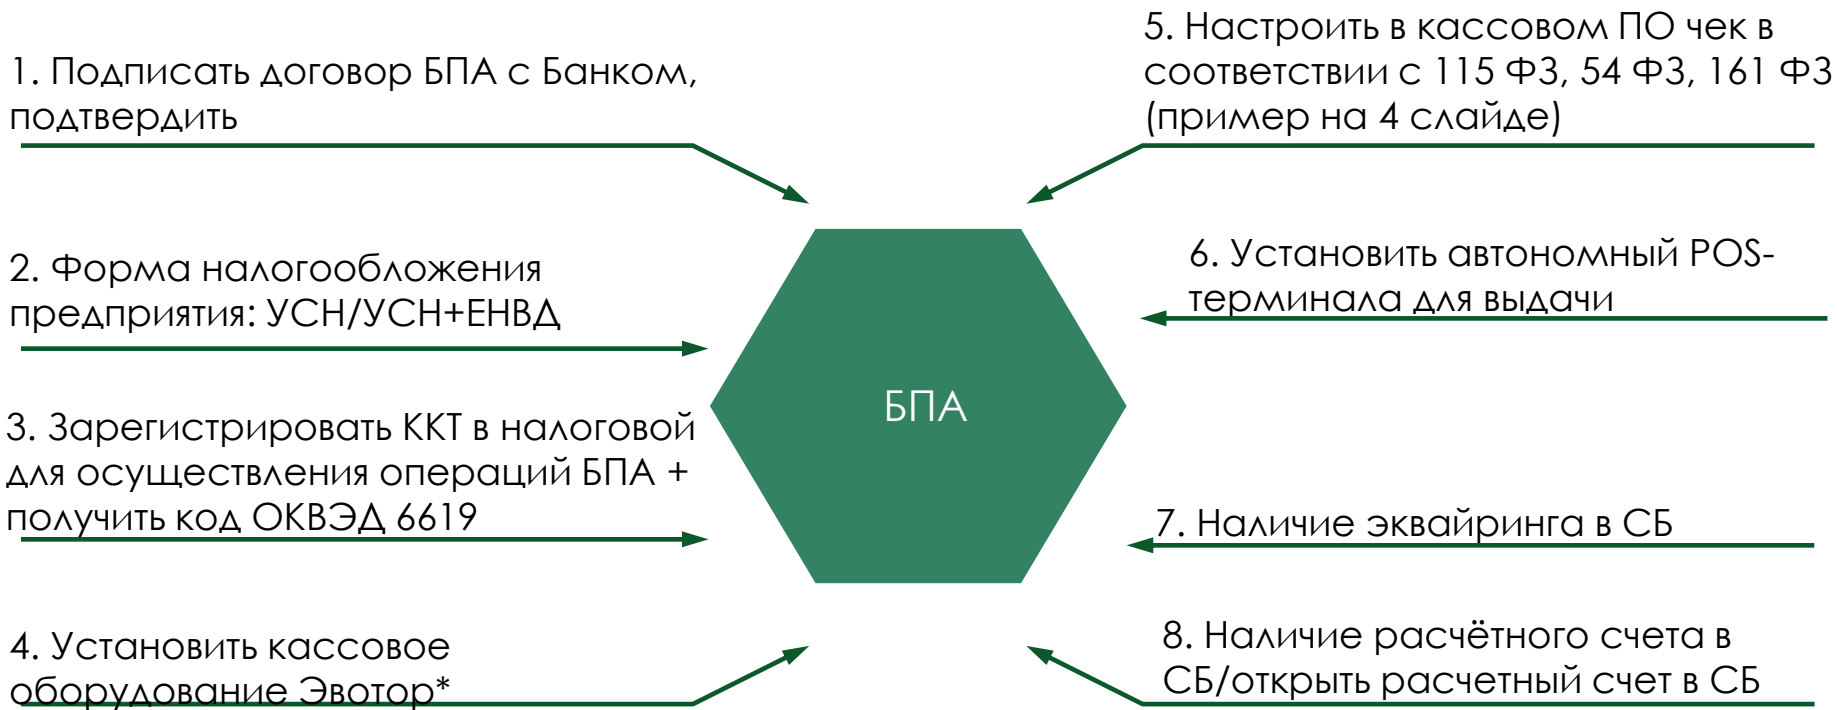 1. Подписать договор БПА с Банком,
подтвердить
2. Форма налогообложения
предприятия: УСН/УСН+ЕНВД
3. Зарегистрировать ККТ в налоговой
для осуществления операций БПА +
получить код ОКВЭД 6619
4. Установить кассовое
оборудование Эвотор*
БПА
5. Настроить в кассовом ПО чек в
соответствии с 115 ФЗ, 54 ФЗ, 161 ФЗ
(пример на 4 слайде)
6. Установить автономный POS-
терминала для выдачи
7. Наличие эквайринга в СБ
8. Наличие расчётного счета в
СБ/открыть расчетный счет в СБ